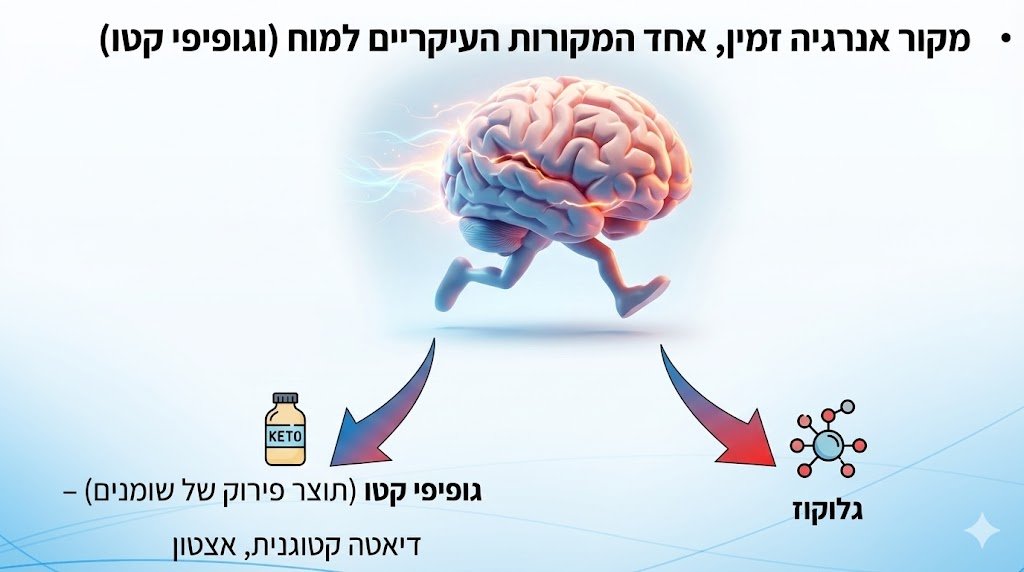 • מקור אנרגיה זמין, אחד המקורות העיקריים למוח (וגופיפי קטו)
KETO
גופיפי קטו (תוצר פירוק של שומנים) –
דיאטה קטוגנית, אצטון
גלוקוז